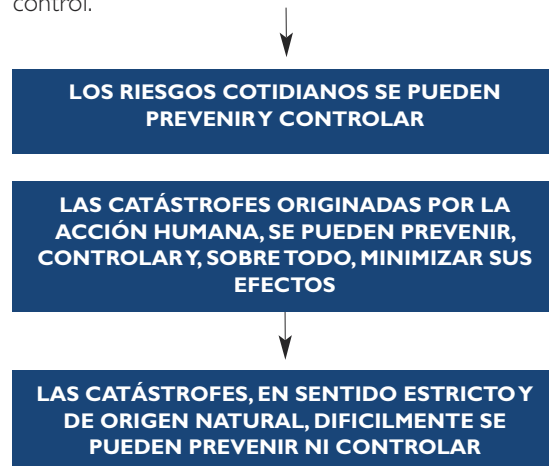 control.
LOS RIESGOS COTIDIANOS SE PUEDEN
PREVENIR Y CONTROLAR
LAS CATÁSTROFES ORIGINADAS POR LA
ACCIÓN HUMANA, SE PUEDEN PREVENIR,
CONTROLAR Y, SOBRE TODO, MINIMIZAR SUS
EFECTOS
LAS CATÁSTROFES, EN SENTIDO ESTRICTO Y
DE ORIGEN NATURAL, DIFICILMENTE SE
PUEDEN PREVENIR NI CONTROLAR